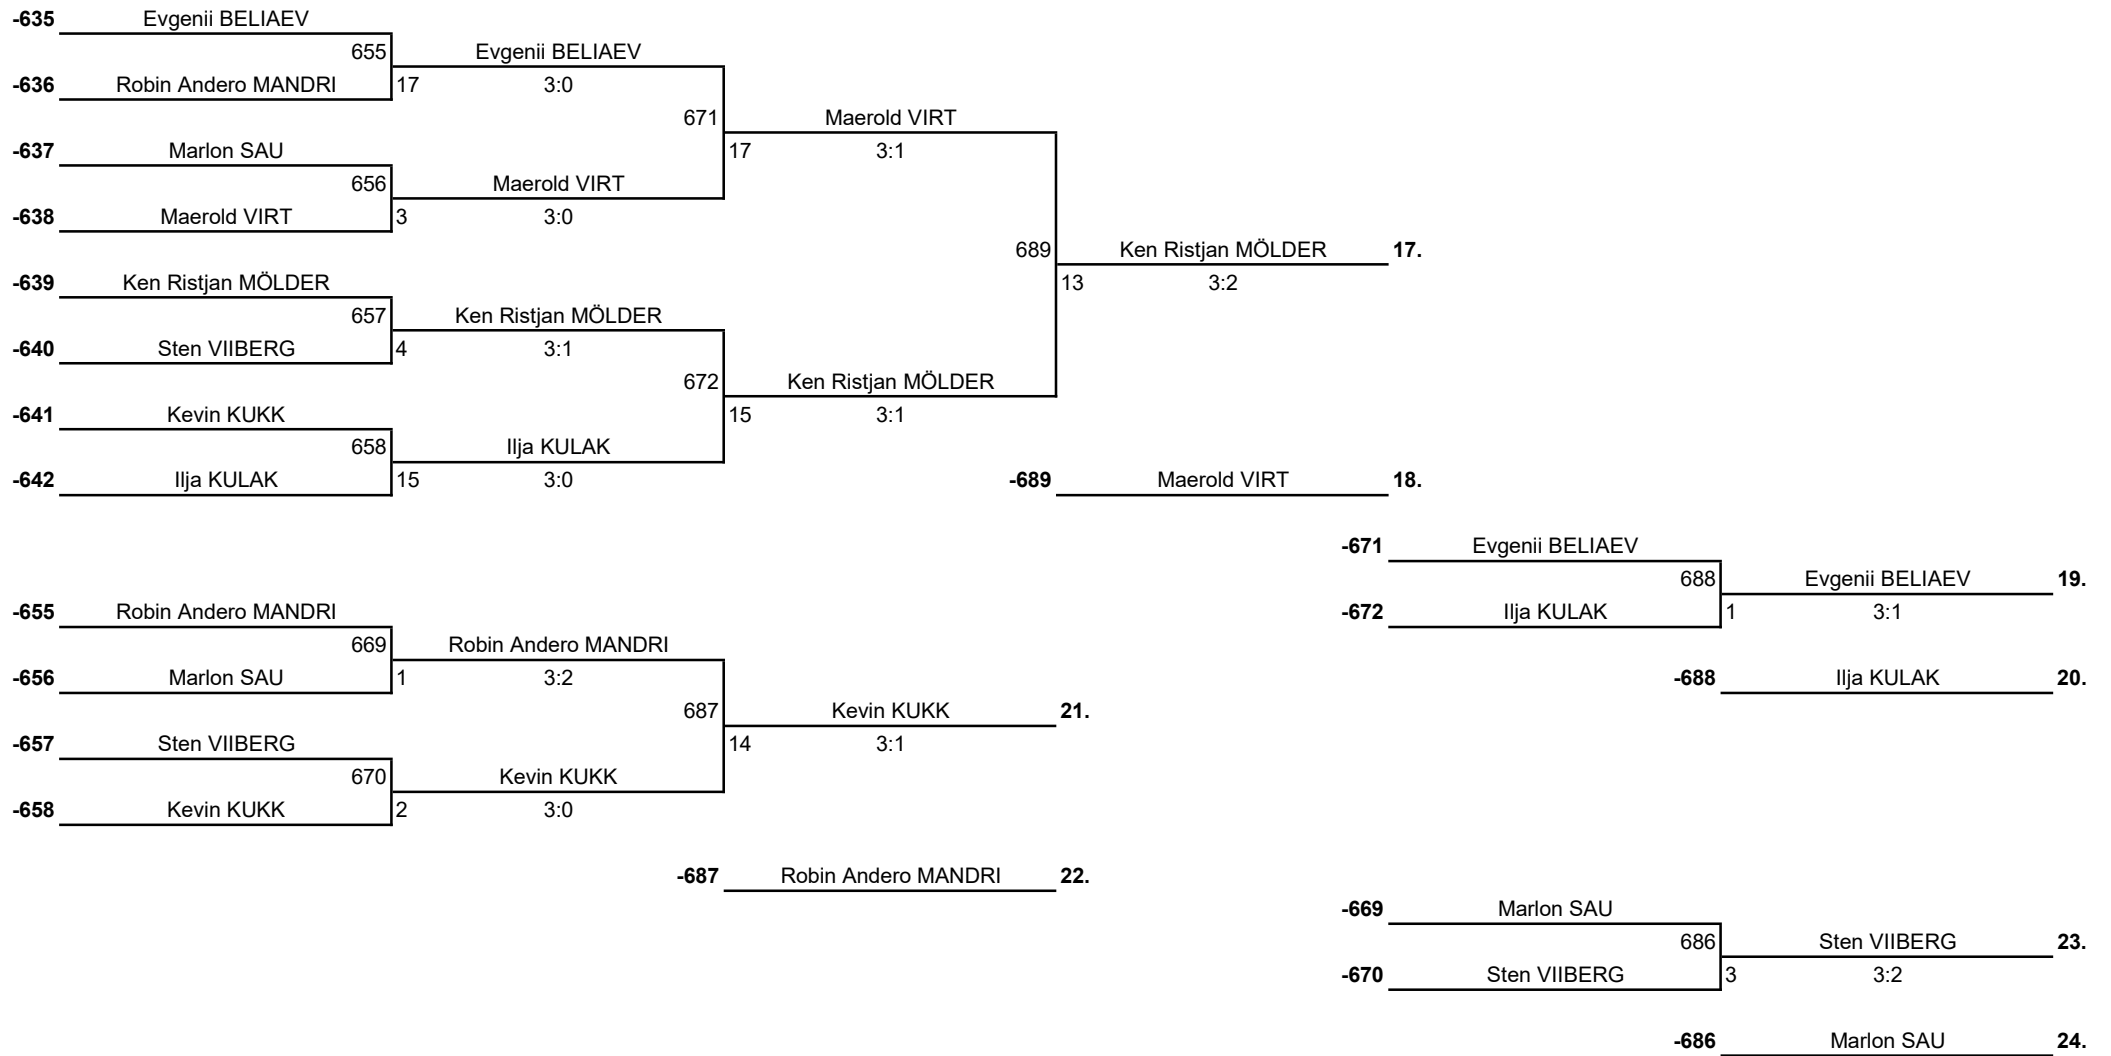 -635 Evgenii BELIAEV
655 Evgenii BELIAEV
-636 Robin Andero MANDRI 17 3:0
671 Maerold VIRT
-637 Marlon SAU 17 3:1
656 Maerold VIRT
-638 Maerold VIRT 3 3:0
689 Ken Ristjan MÖLDER 17.
-639 Ken Ristjan MÖLDER 13 3:2
657 Ken Ristjan MÖLDER
-640 Sten VIIBERG 4 3:1
672 Ken Ristjan MÖLDER
-641 Kevin KUKK 15 3:1
658 Ilja KULAK
-642 Ilja KULAK 15 3:0 -689 Maerold VIRT 18.
-671 Evgenii BELIAEV
688 Evgenii BELIAEV 19.
-655 Robin Andero MANDRI -672 Ilja KULAK 1 3:1
669 Robin Andero MANDRI
-656 Marlon SAU 1 3:2 -688 Ilja KULAK 20.
687 Kevin KUKK 21.
-657 Sten VIIBERG 14 3:1
670 Kevin KUKK
-658 Kevin KUKK 2 3:0
-687 Robin Andero MANDRI 22.
-669 Marlon SAU
686 Sten VIIBERG 23.
-670 Sten VIIBERG 3 3:2
-686 Marlon SAU 24.